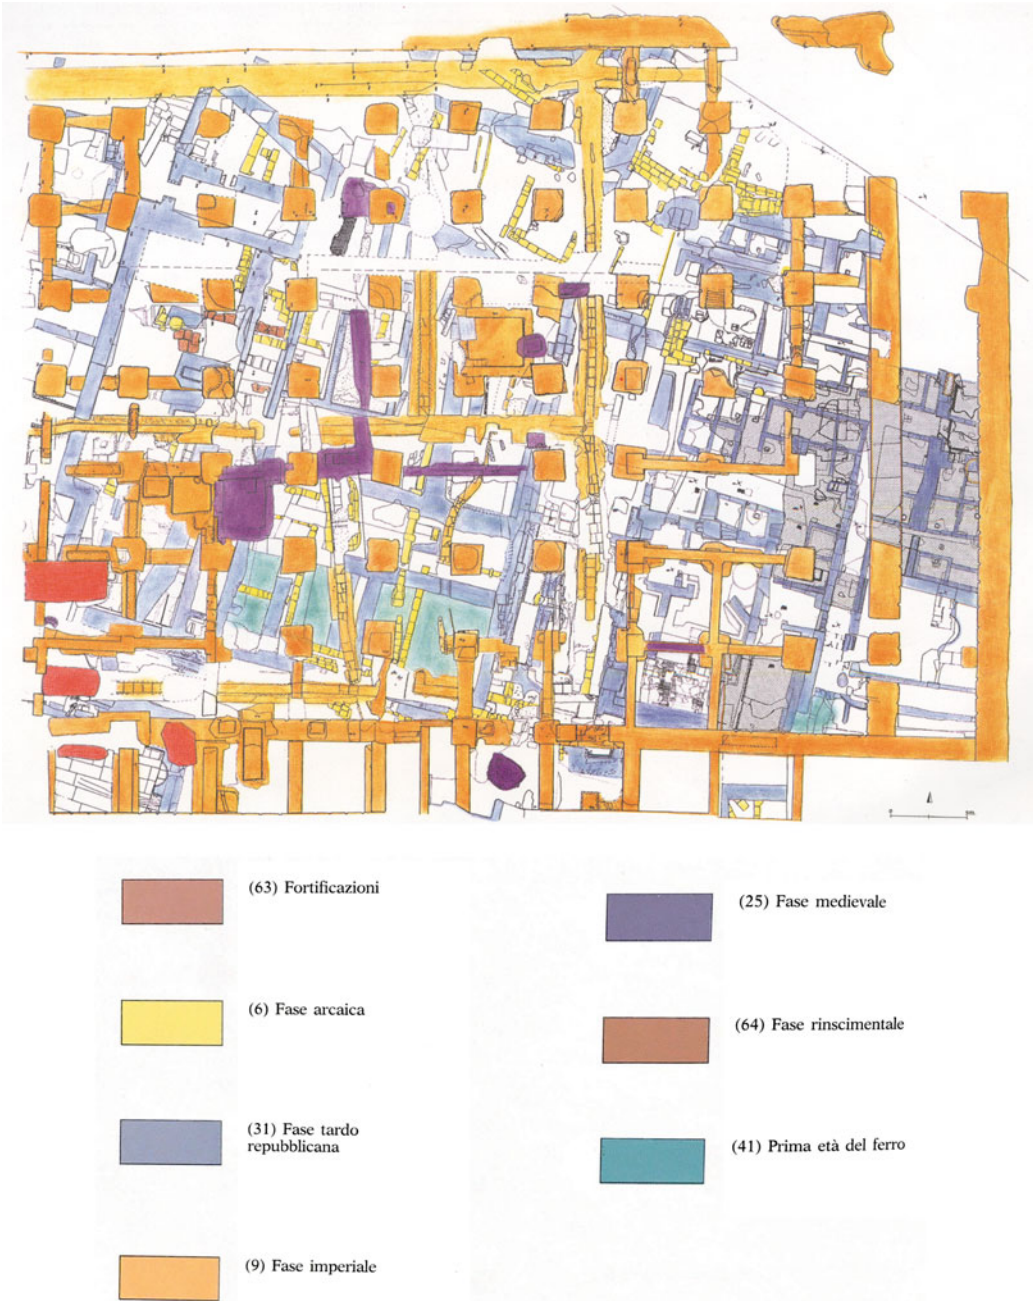 (63) Fortificazioni
(6) Fase arcaica
(31) Fase tardo
repubblicana
(9) Fase imperiale
(25) Fase medievale
(64) Fase rinscimentale
(41) Prima età del ferro